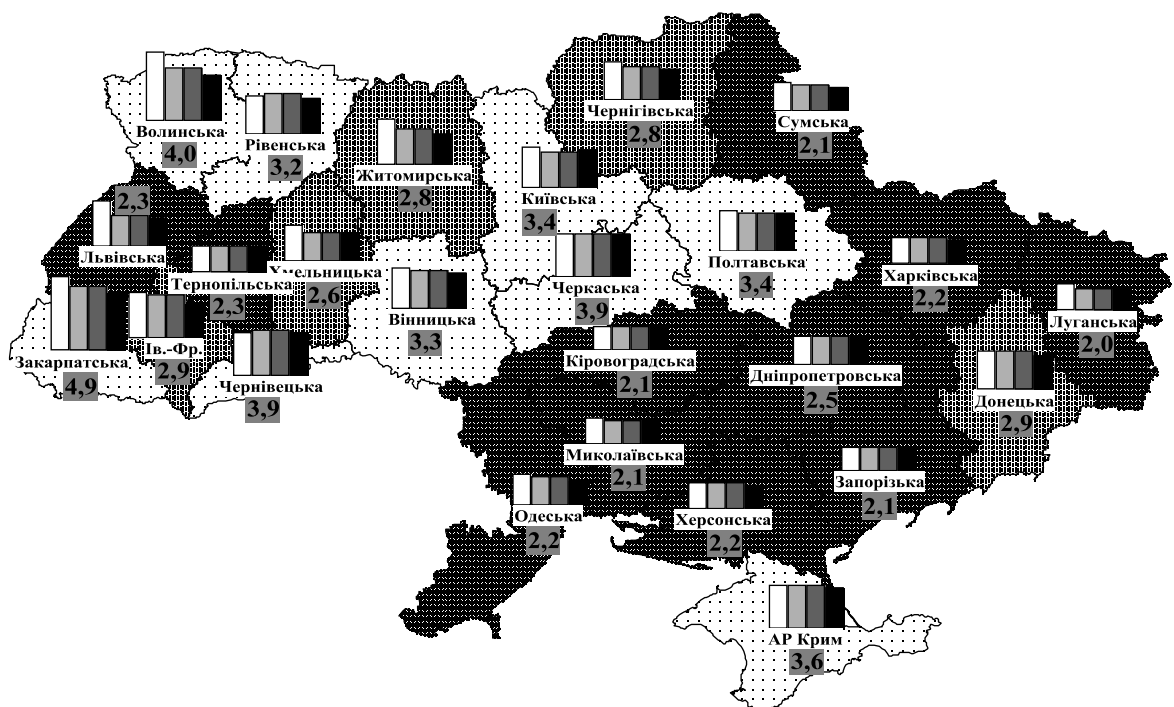 Волинська
4,0
Рівенська
3,2
Житомирська
2,8
Київська
3,4
Чернігівська
2,8
Сумська
2,1
2,3
Львівська
Тернопільська
2,3
Хмельницька
2,6
Вінницька
3,3
Черкаська
3,9
Полтавська
3,4
Харківська
2,2
Луганська
2,0
Закарпатська
4,9
Ів.-Фр.
2,9
Чернівецька
3,9
Кіровоградська
2,1
Дніпропетровська
2,5
Донецька
2,9
Миколаївська
2,1
Запорізька
2,1
Одеська
2,2
Херсонська
2,2
АР Крим
3,6